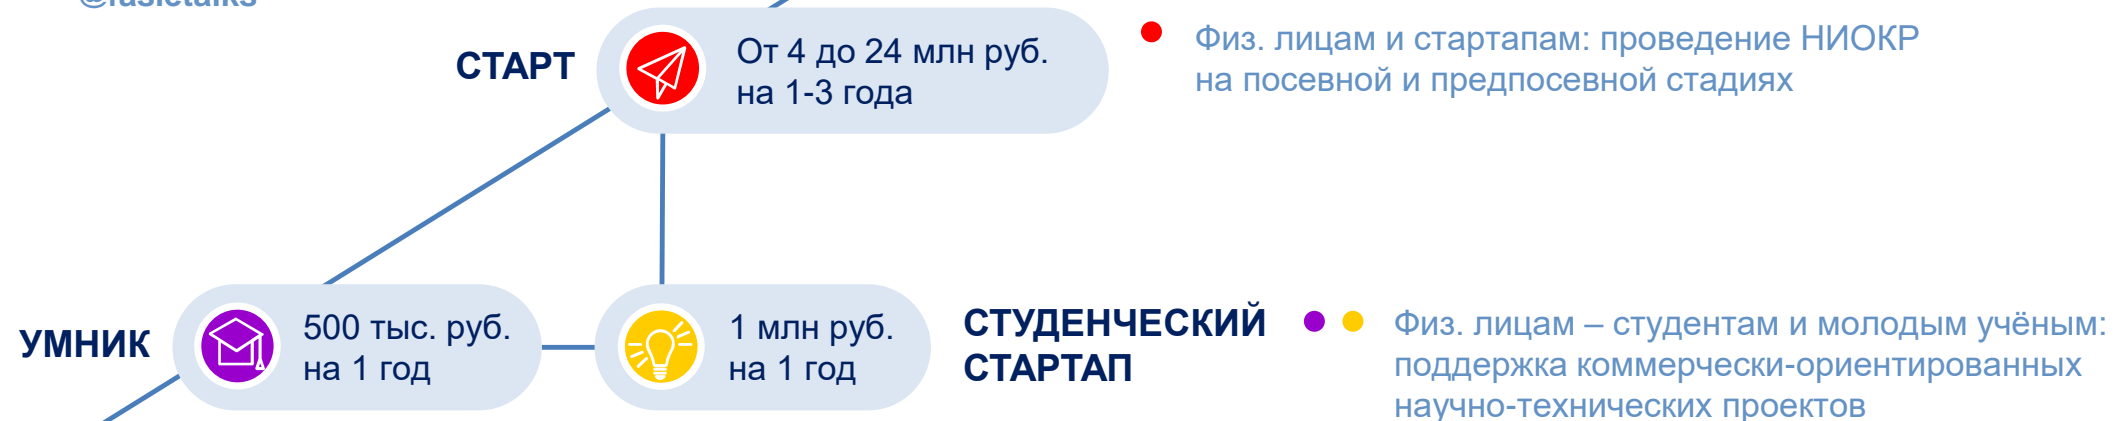 СТАРТ
От 4 до 24 млн руб.
на 1-3 года
Физ. лицам и стартапам: проведение НИОКР
на посевной и предпосевной стадиях
УМНИК
500 тыс. руб.
на 1 год
1 млн руб.
на 1 год
СТУДЕНЧЕСКИЙ
СТАРТАП
Физ. лицам – студентам и молодым учёным:
поддержка коммерчески-ориентированных
научно-технических проектов